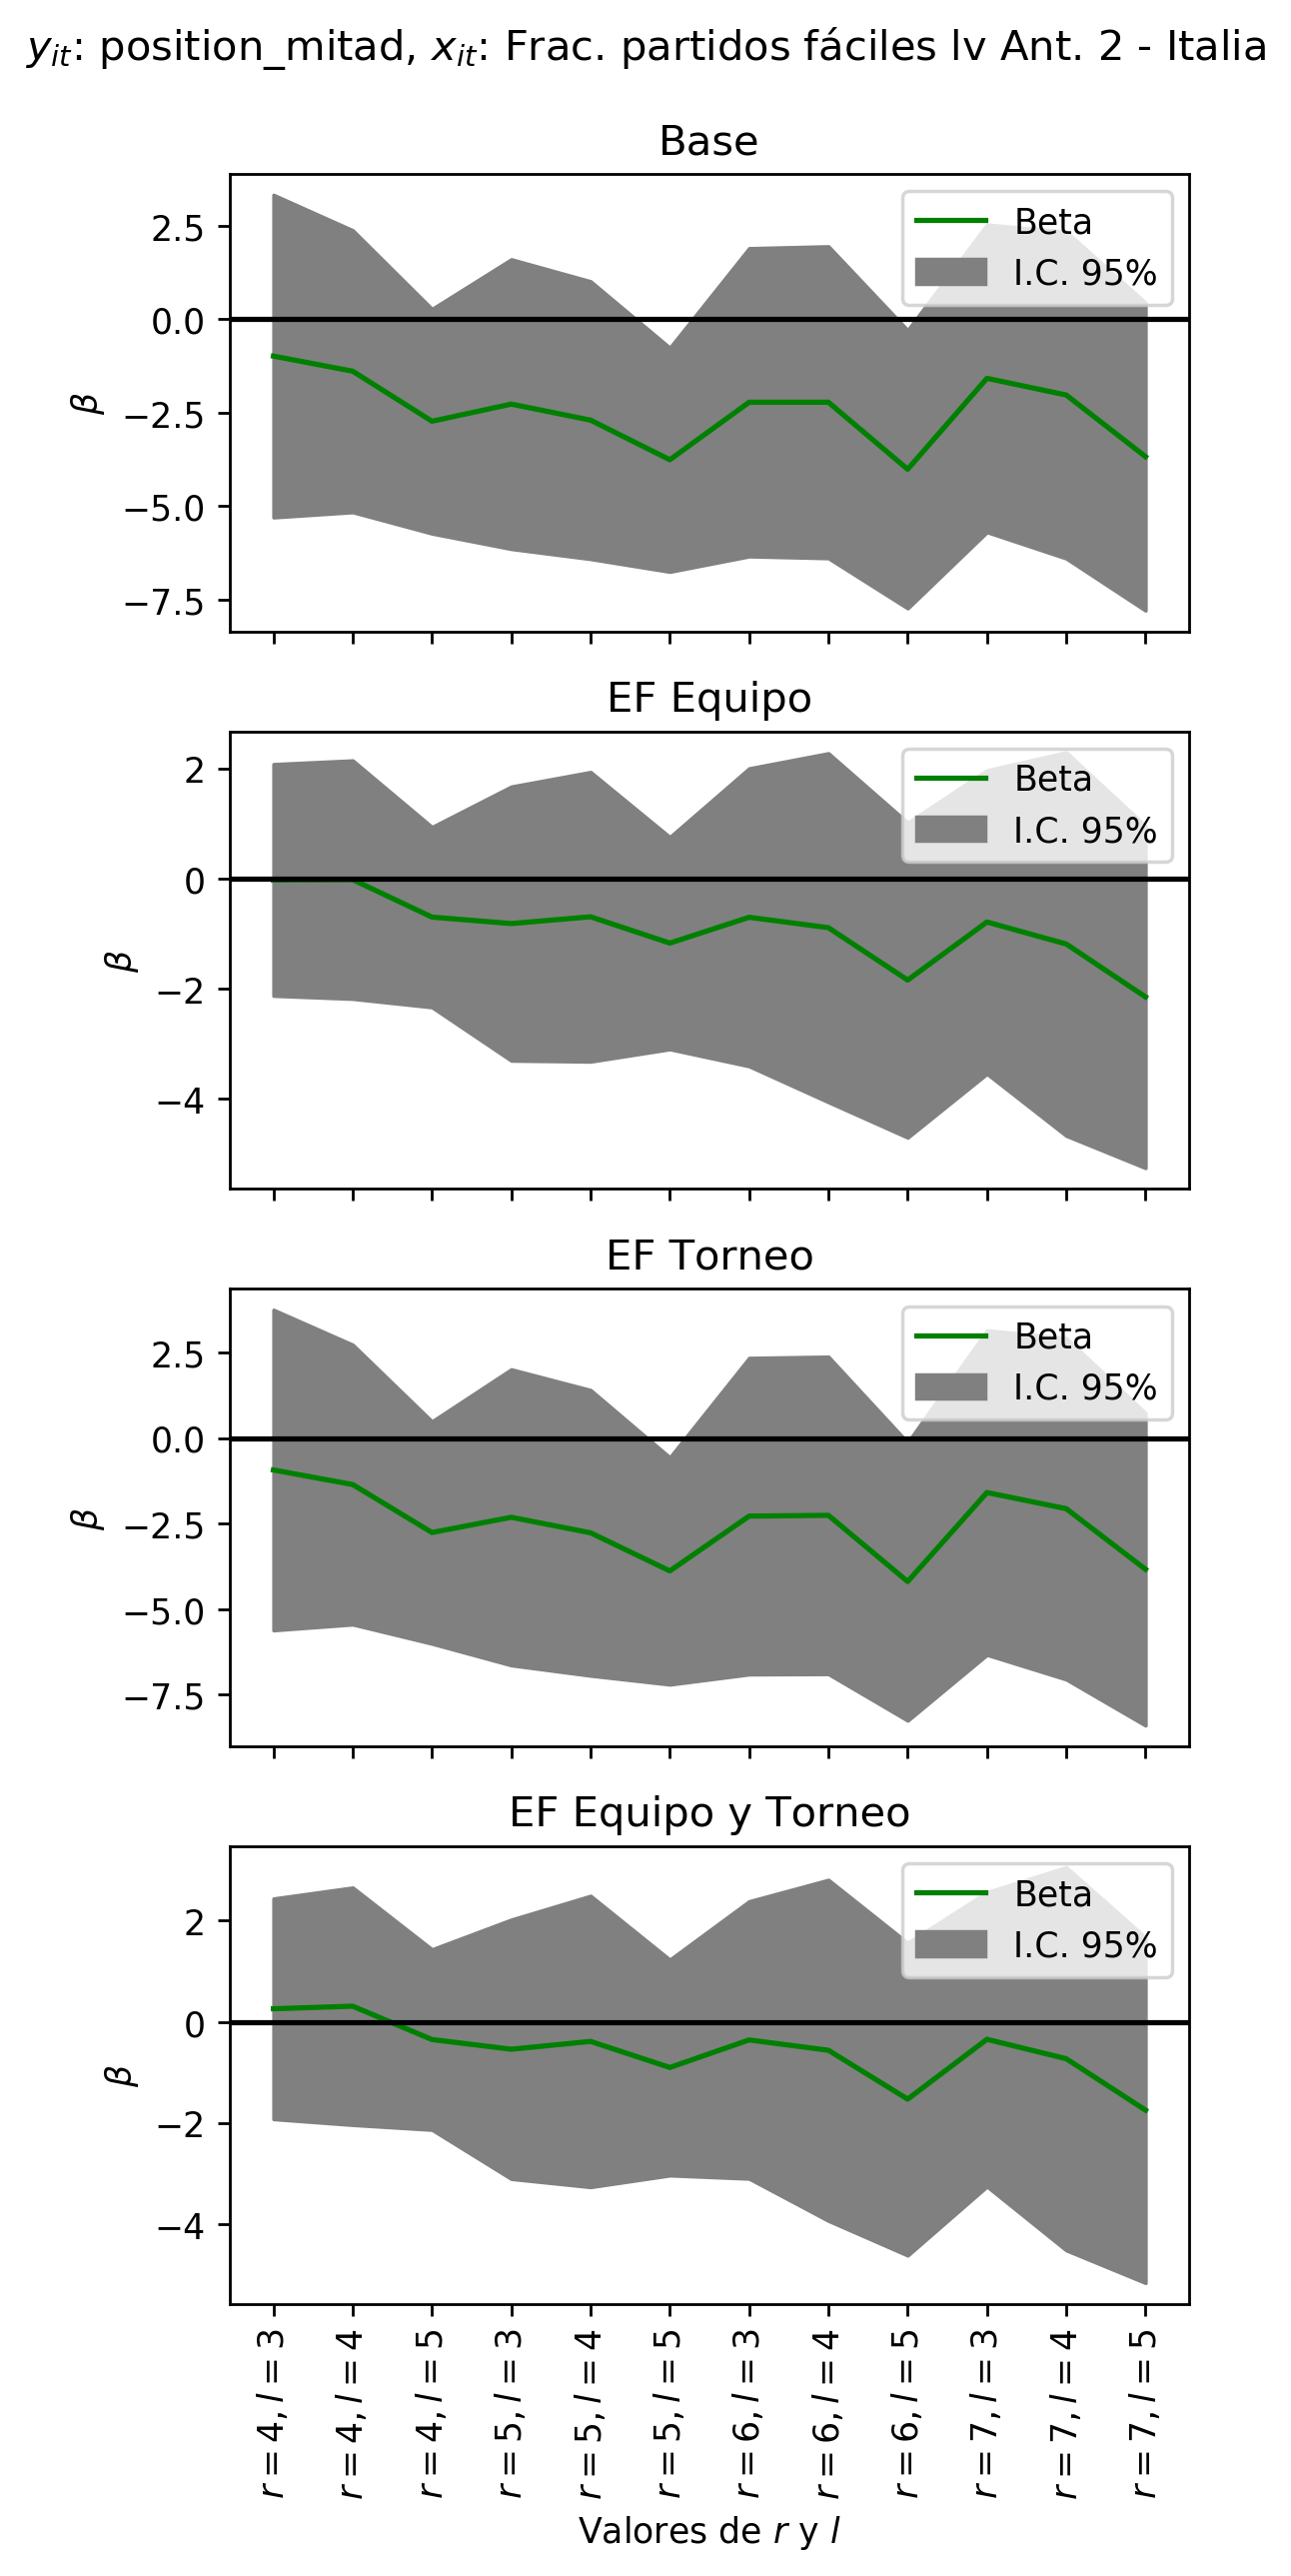 y_it: position_mitad, x_it: Frac. partidos fáciles lv Ant. 2 - Italia
Base
2.5
0.0
−2.5
−5.0
−7.5
β
Beta
I.C. 95%
EF Equipo
2
0
−2
−4
β
Beta
I.C. 95%
EF Torneo
2.5
0.0
−2.5
−5.0
−7.5
β
Beta
I.C. 95%
EF Equipo y Torneo
2
0
−2
−4
β
Beta
I.C. 95%
r = 4, l = 3
r = 4, l = 4
r = 4, l = 5
r = 5, l = 3
r = 5, l = 4
r = 5, l = 5
r = 6, l = 3
r = 6, l = 4
r = 6, l = 5
r = 7, l = 3
r = 7, l = 4
r = 7, l = 5
Valores de r y l